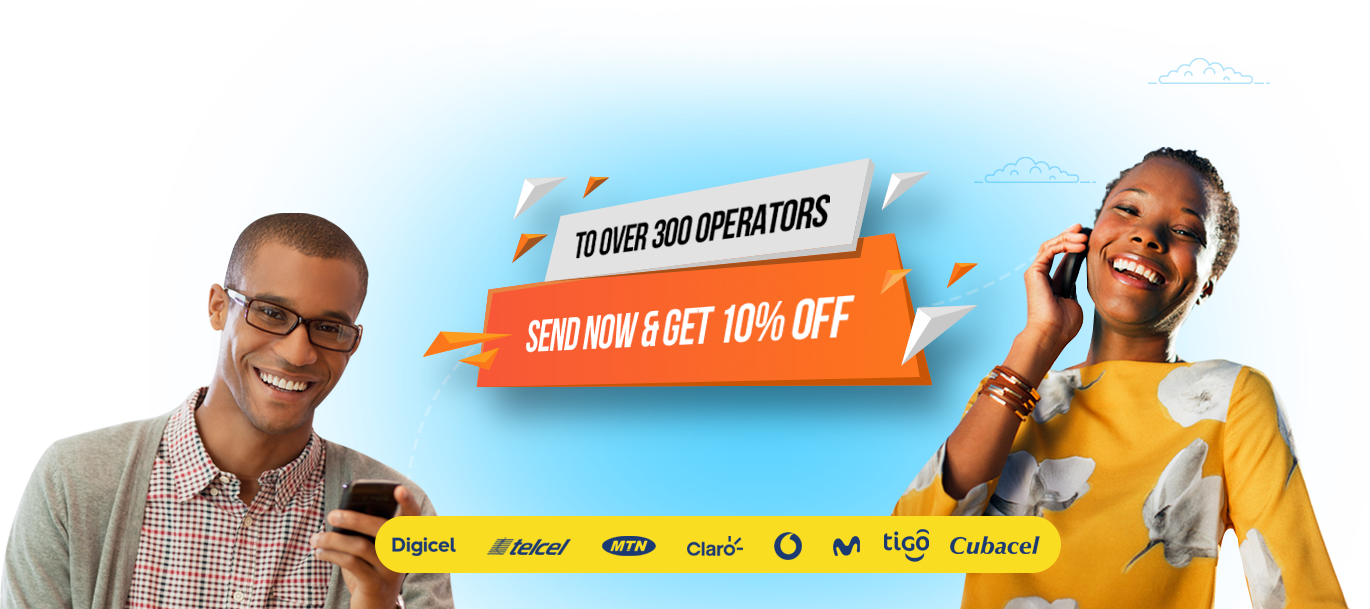 TO OVER 300 OPERATORS
SEND NOW & GET 10% OFF
Digicel telcel MTN Claro tigo Cubacel